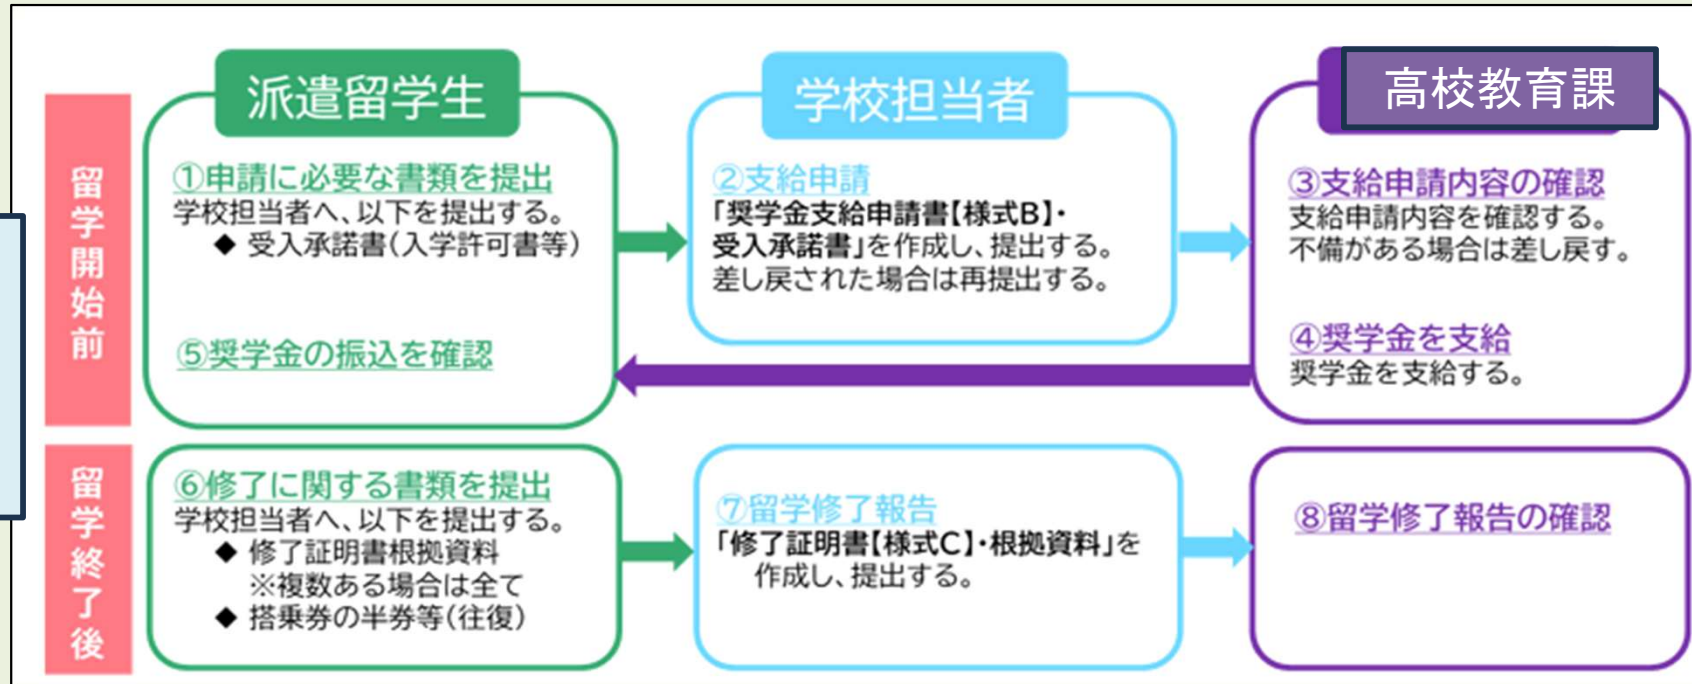 派遣留学生
学校担当者
高校教育課
留学開始前
①申請に必要な書類を提出
学校担当者へ、以下を提出する。
◆ 受入承諾書(入学許可書等)
⑤奨学金の振込を確認
②支給申請
「奨学金支給申請書【様式B】・
受入承諾書」を作成し、提出する。
差し戻された場合は再提出する。
③支給申請内容の確認
支給申請内容を確認する。
不備がある場合は差し戻す。
④奨学金を支給
奨学金を支給する。
留学終了後
⑥修了に関する書類を提出
学校担当者へ、以下を提出する。
◆ 修了証明書根拠資料
※複数ある場合は全て
◆ 搭乗券の半券等(往復)
⑦留学修了報告
「修了証明書【様式C】・根拠資料」を
作成し、提出する。
⑧留学修了報告の確認